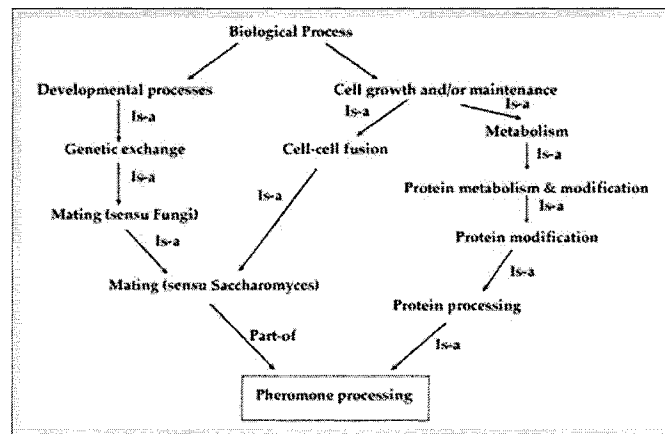 Biological Process
Developmental processes
Cell growth and/or maintenance
Is-a
Is-a
Is-a
Metabolism
Genetic exchange
Cell-cell fusion
Is-a
Is-a
Protein metabolism & modification
Is-a
Is-a
Mating (sensu Fungi)
Protein modification
Is-a
Is-a
Mating (sensu Saccharomyces)
Protein processing
Part-of
Is-a
Pheromone processing